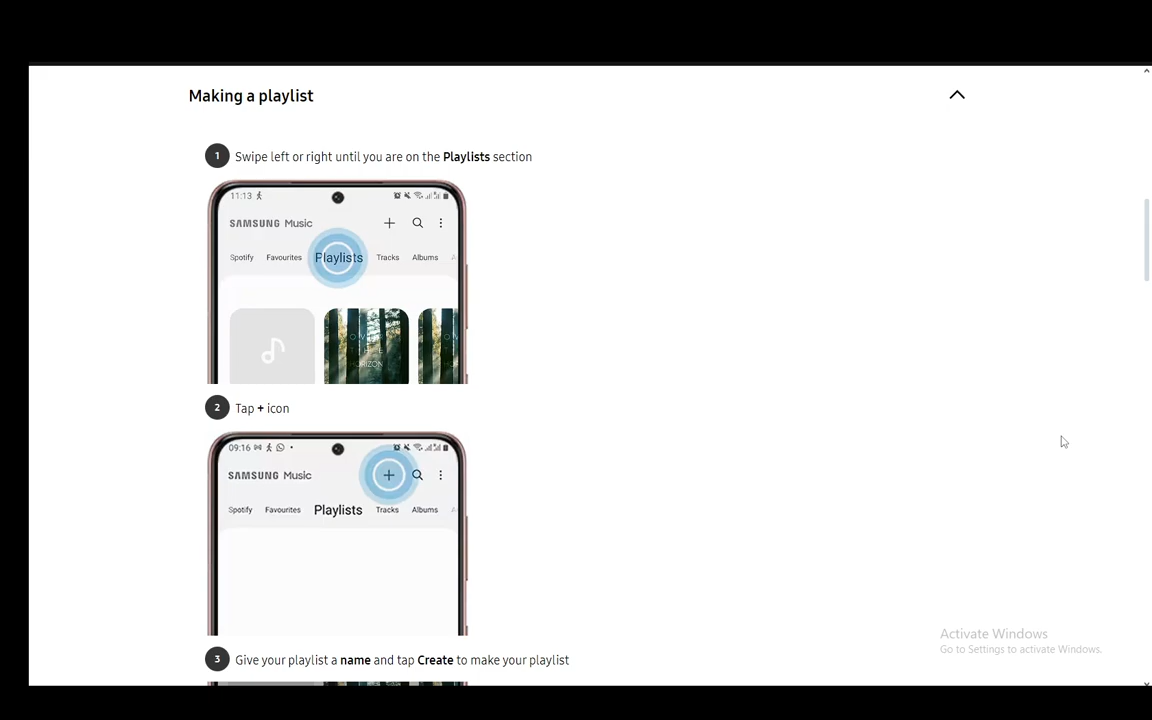 Making a playlist
1 Swipe left or right until you are on the Playlists section
11:13
SAMSUNG Music
Spotify Favourites Playlists Tracks Albums A
HORIZON
2 Tap + icon
09:16
SAMSUNG Music
Spotify Favourites Playlists Tracks Albums A
3 Give your playlist a name and tap Create to make your playlist
Activate Windows
Go to Settings to activate Windows.